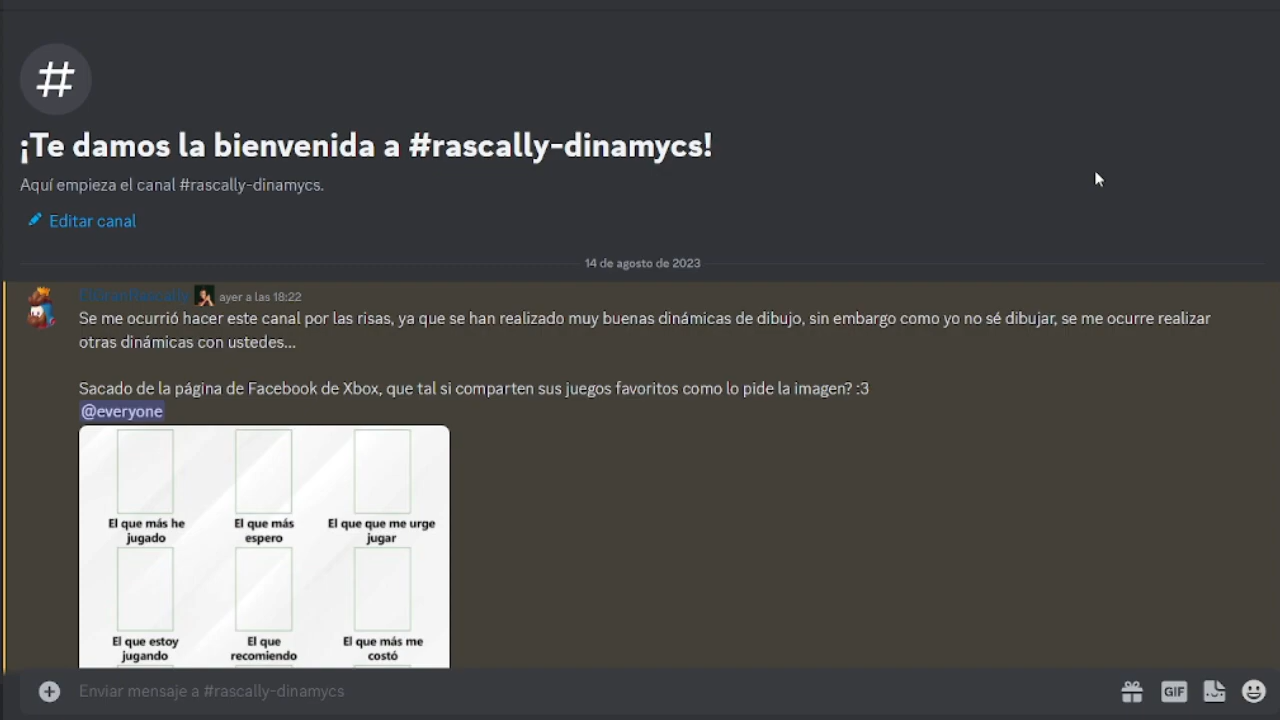 ¡Te damos la bienvenida a #rascally-dinamycs!
Aquí empieza el canal #rascally-dinamycs.
Editar canal
14 de agosto de 2023
ElGranRascally ayer a las 18:22
Se me ocurrió hacer este canal por las risas, ya que se han realizado muy buenas dinámicas de dibujo, sin embargo como yo no sé dibujar, se me ocurre realizar
otras dinámicas con ustedes...
Sacado de la página de Facebook de Xbox, que tal si comparten sus juegos favoritos como lo pide la imagen? :3
@everyone
El que más he jugado
El que más espero
El que que me urge jugar
El que estoy jugando
El que recomiendo
El que más me costó
Enviar mensaje a #rascally-dinamycs
GIF